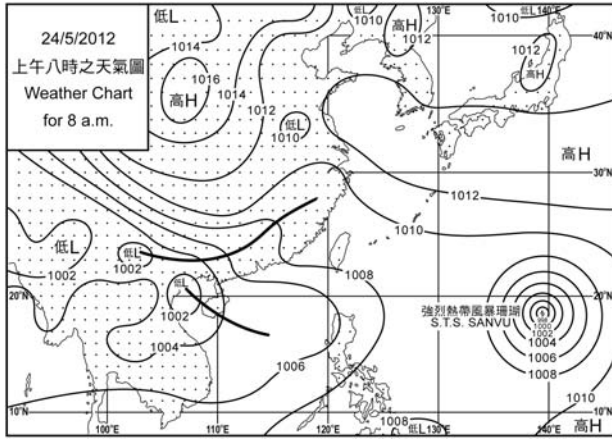 24/5/2012
上午八時之天氣圖
Weather Chart
for 8 a.m.
低L
1014
1016
高H
1014
1012
低L
1010
低L
1010
高H
1012
1010
低L
140°E
130°E
40°N
1012
高H
高H
30°N
1012
1010
低L
1002
低L
1002
低L
1002
1004
1008
1006
20°N
20°N
強烈熱帶風暴珊瑚
S.T.S. SANVU
998
1000
1002
1004
1006
1008
1010
10°N
10°N
1008
低L
高H
100°E
110°E
120°E
130°E
140°E